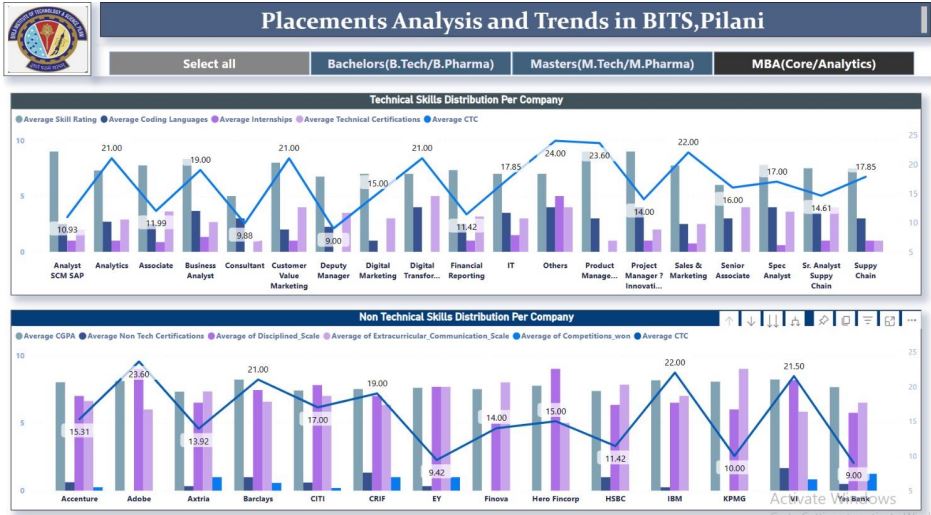 Placements Analysis and Trends in BITS,Pilani
Select all
Bachelors(B.Tech/B.Pharma)
Masters(M.Tech/M.Pharma)
MBA(Core/Analytics)
Technical Skills Distribution Per Company
Average Skill Rating Average Coding Languages Average Internships Average Technical Certifications Average CTC
10
5
0
25
20
15
10
5
10.93
21.00
11.99
19.00
9.88
21.00
9.00
15.00
21.00
11.42
17.85
24.00
23.60
14.00
22.00
16.00
17.00
14.61
17.85
Analyst SCM SAP
Analytics
Associate
Business Analyst
Consultant
Customer Value Marketing
Deputy Manager
Digital Marketing
Digital Transfor...
Financial Reporting
IT
Others
Product Manage...
Project Manager ? Innovati...
Sales & Marketing
Senior Associate
Spec Analyst
Sr. Analyst Supply Chain
Supply Chain
Non Technical Skills Distribution Per Company
Average CGPA Average Non Tech Certifications Average of Disciplined_Scale Average of Extracurricular_Communication_Scale Average of Competitions_won Average CTC
10
5
0
25
20
15
10
5
15.31
23.60
13.92
21.00
17.00
19.00
9.42
14.00
15.00
11.42
22.00
10.00
21.50
9.00
Accenture
Adobe
Axtria
Barclays
CITI
CRIF
EY
Finova
Hero Fincorp
HSBC
IBM
KPMG
VI
Yes Bank
Activate Windows